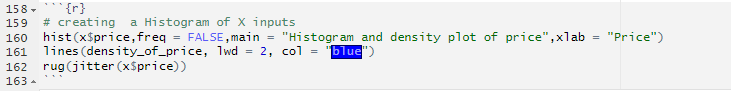 158 ```{r}
159 # creating  a Histogram of X inputs
160 hist(x$price,freq = FALSE,main = "Histogram and density plot of price",xlab = "Price")
161 lines(density_of_price, lwd = 2, col = "blue")
162 rug(jitter(x$price))
163 ```